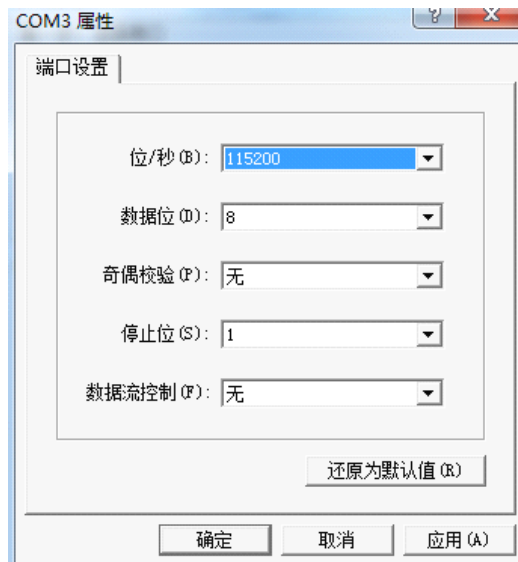 COM3 属性
?
端口设置
位/秒(B): 115200
数据位(D): 8
奇偶校验(P): 无
停止位(S): 1
数据流控制(F): 无
还原为默认值(R)
确定 取消 应用(A)